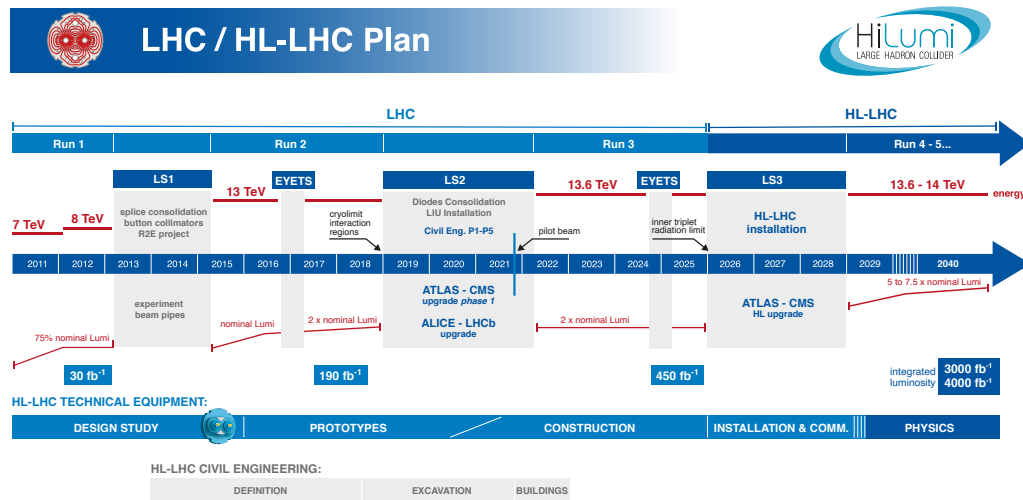 LHC / HL-LHC Plan
HiLumi
LARGE HADRON COLLIDER
LHC
HL-LHC
Run 1
Run 2
Run 3
Run 4 - 5...
LS1
EYETS
LS2
EYETS
LS3
7 TeV
8 TeV
13 TeV
13.6 TeV
13.6 - 14 TeV
energy
splice consolidation
button collimators
R2E project
cryolimit
interaction
regions
Diodes Consolidation
LIU Installation
Civil Eng. P1-P5
pilot beam
inner triplet
radiation limit
HL-LHC
installation
2011 2012 2013 2014 2015 2016 2017 2018 2019 2020 2021 2022 2023 2024 2025 2026 2027 2028 2029 2040
experiment
beam pipes
75% nominal Lumi
nominal Lumi
2 x nominal Lumi
ATLAS - CMS
upgrade phase 1
ALICE - LHCb
upgrade
2 x nominal Lumi
ATLAS - CMS
HL upgrade
5 to 7.5 x nominal Lumi
30 fb-1
190 fb-1
450 fb-1
integrated
luminosity
3000 fb-1
4000 fb-1
HL-LHC TECHNICAL EQUIPMENT:
DESIGN STUDY
PROTOTYPES
CONSTRUCTION
INSTALLATION & COMM.
PHYSICS
HL-LHC CIVIL ENGINEERING:
DEFINITION
EXCAVATION
BUILDINGS